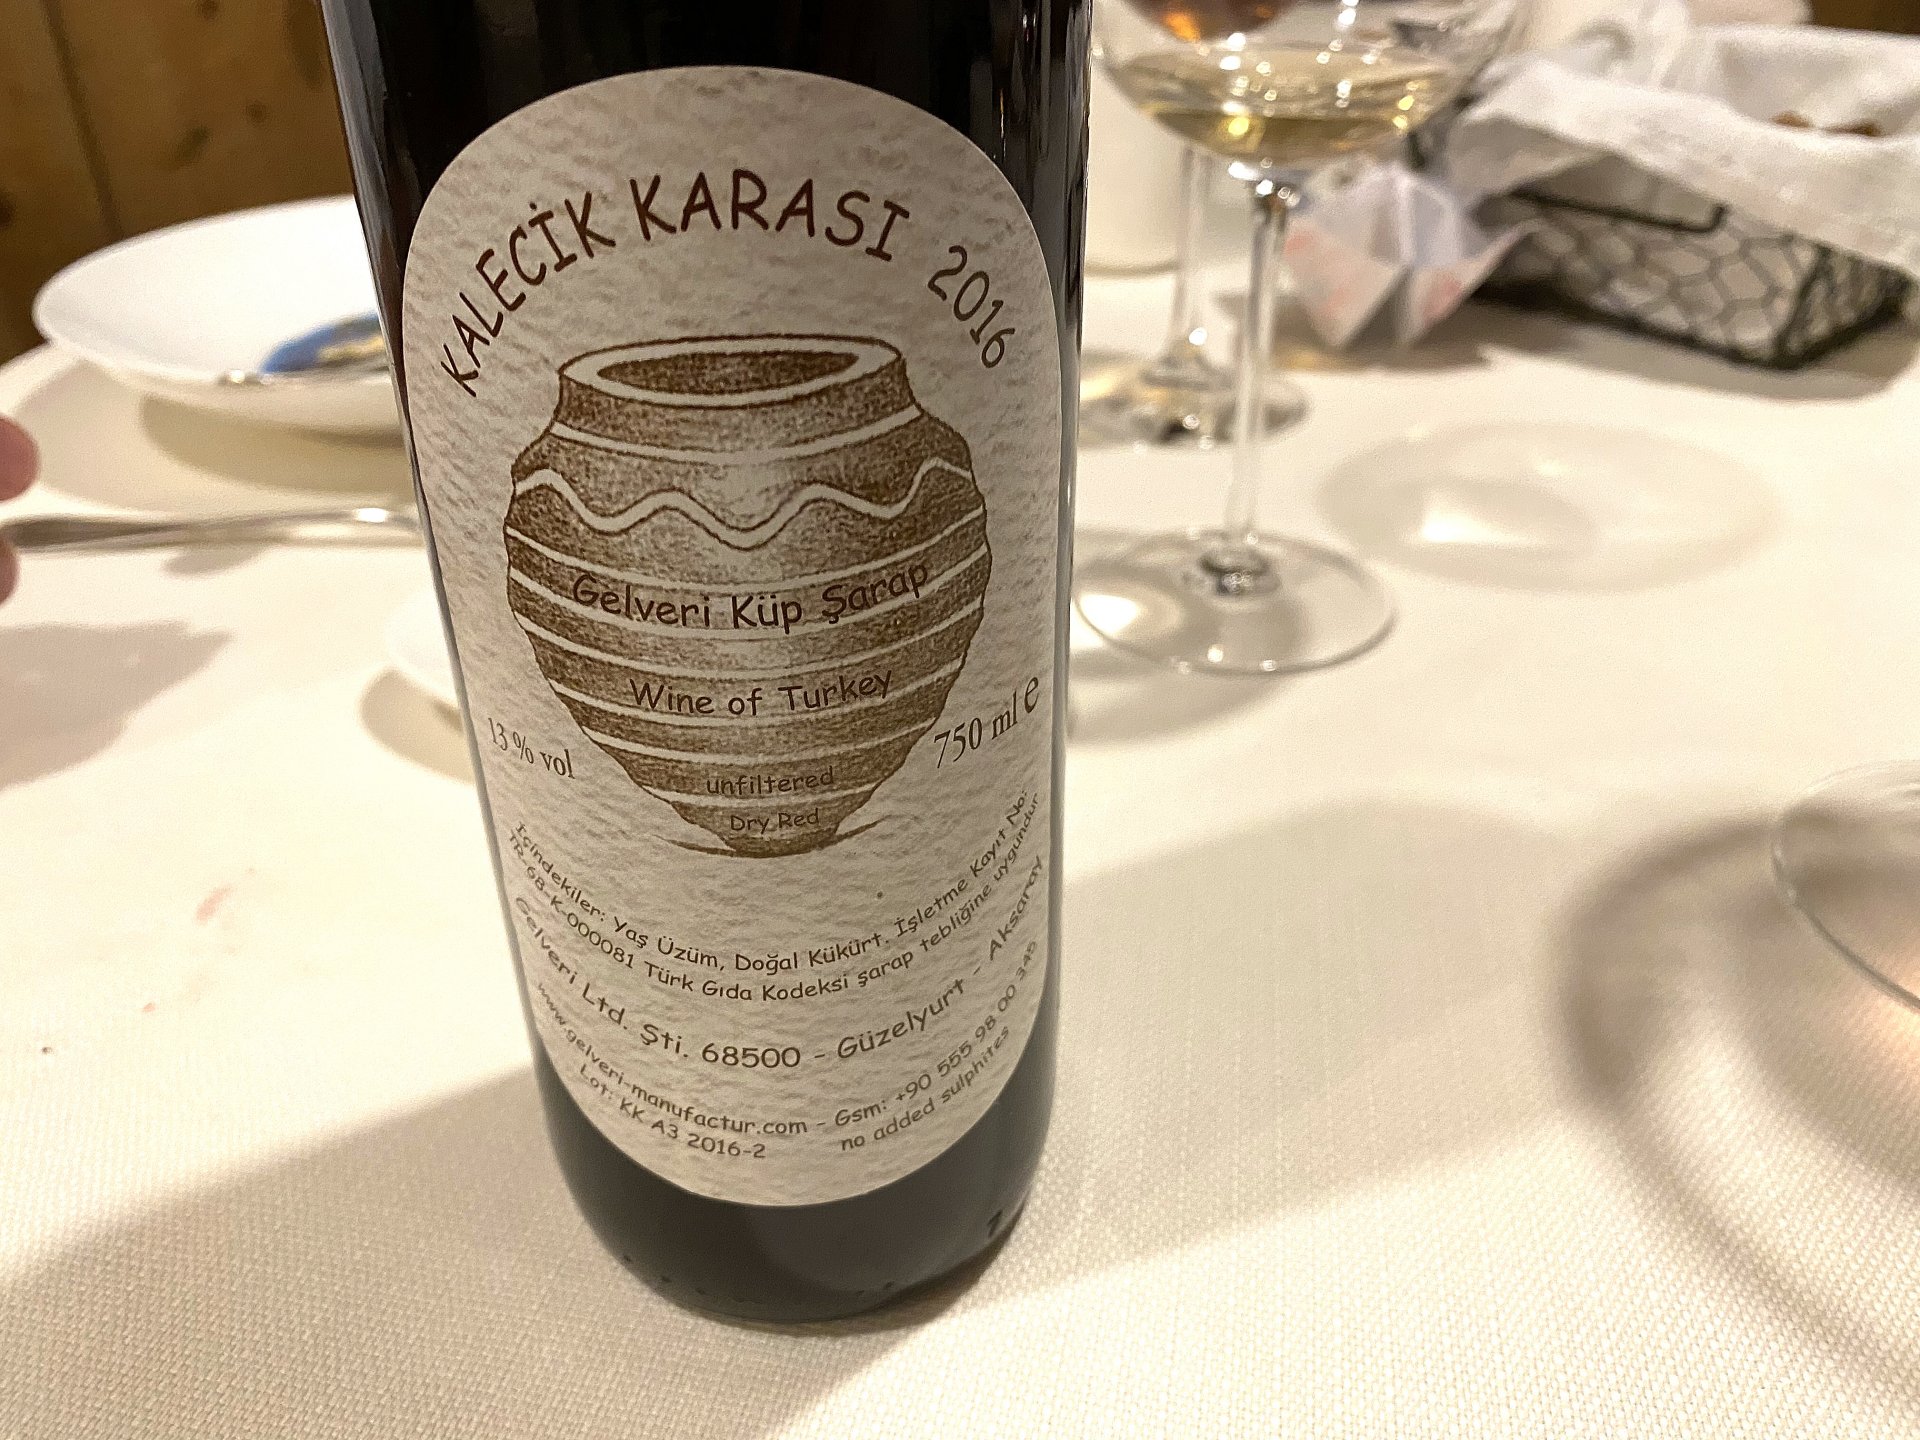 KALECİK KARASI 2016
Gelveri Küp Şarap
Wine of Turkey
13 % vol
750 ml e
unfiltered
Dry Red
İçindekiler: Yaş Üzüm, Doğal Kükürt. İşletme Kayıt No:
TR-68-K-000081 Türk Gıda Kodeksi şarap tebliğine uygundur
Gelveri Ltd. Şti. 68500 - Güzelyurt - Aksaray
www.gelveri-manufactur.com - Gsm: +90 555 98 00 345
Lot: KK A3 2016-2
no added sulphites